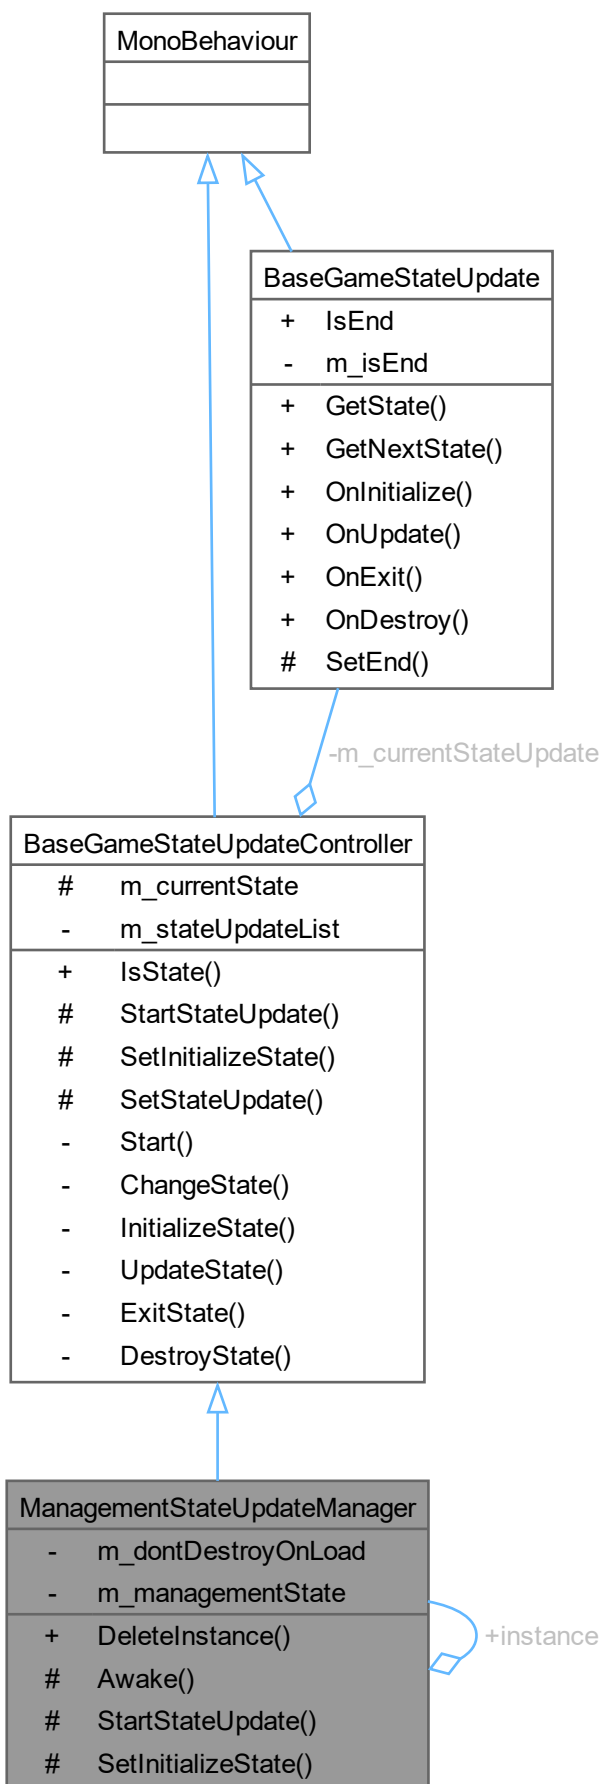 MonoBehaviour
BaseGameStateUpdate
+ IsEnd
- m_isEnd
+ GetState()
+ GetNextState()
+ OnInitialize()
+ OnUpdate()
+ OnExit()
+ OnDestroy()
# SetEnd()
-m_currentStateUpdate
BaseGameStateUpdateController
# m_currentState
- m_stateUpdateList
+ IsState()
# StartStateUpdate()
# SetInitializeState()
# SetStateUpdate()
- Start()
- ChangeState()
- InitializeState()
- UpdateState()
- ExitState()
- DestroyState()
ManagementStateUpdateManager
- m_dontDestroyOnLoad
- m_managementState
+ DeleteInstance()
+instance
# Awake()
# StartStateUpdate()
# SetInitializeState()